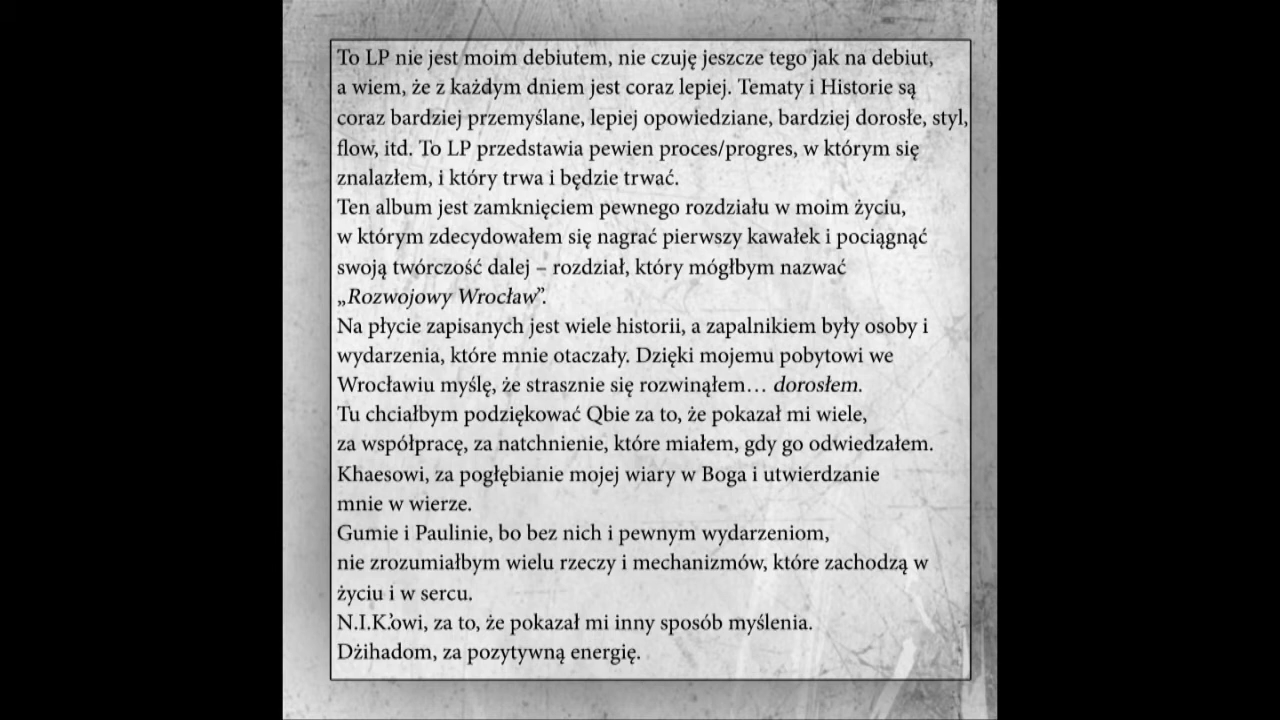 To LP nie jest moim debiutem, nie czuję jeszcze tego jak na debiut,
a wiem, że z każdym dniem jest coraz lepiej. Tematy i Historie są
coraz bardziej przemyślane, lepiej opowiedziane, bardziej dorosłe, styl,
flow, itd. To LP przedstawia pewien proces/progres, w którym się
znalazłem, i który trwa i będzie trwać.
Ten album jest zamknięciem pewnego rozdziału w moim życiu,
w którym zdecydowałem się nagrać pierwszy kawałek i pociągnąć
swoją twórczość dalej – rozdział, który mógłbym nazwać
„Rozwojowy Wrocław”.
Na płycie zapisanych jest wiele historii, a zapalnikiem były osoby i
wydarzenia, które mnie otaczały. Dzięki mojemu pobytowi we
Wrocławiu myślę, że strasznie się rozwinąłem… dorosłem.
Tu chciałbym podziękować Qbie za to, że pokazał mi wiele,
za współpracę, za natchnienie, które miałem, gdy go odwiedzałem.
Khaesowi, za pogłębianie mojej wiary w Boga i utwierdzanie
mnie w wierze.
Gumie i Paulinie, bo bez nich i pewnym wydarzeniom,
nie zrozumiałbym wielu rzeczy i mechanizmów, które zachodzą w
życiu i w sercu.
N.I.K.’owi, za to, że pokazał mi inny sposób myślenia.
Dżihadom, za pozytywną energię.